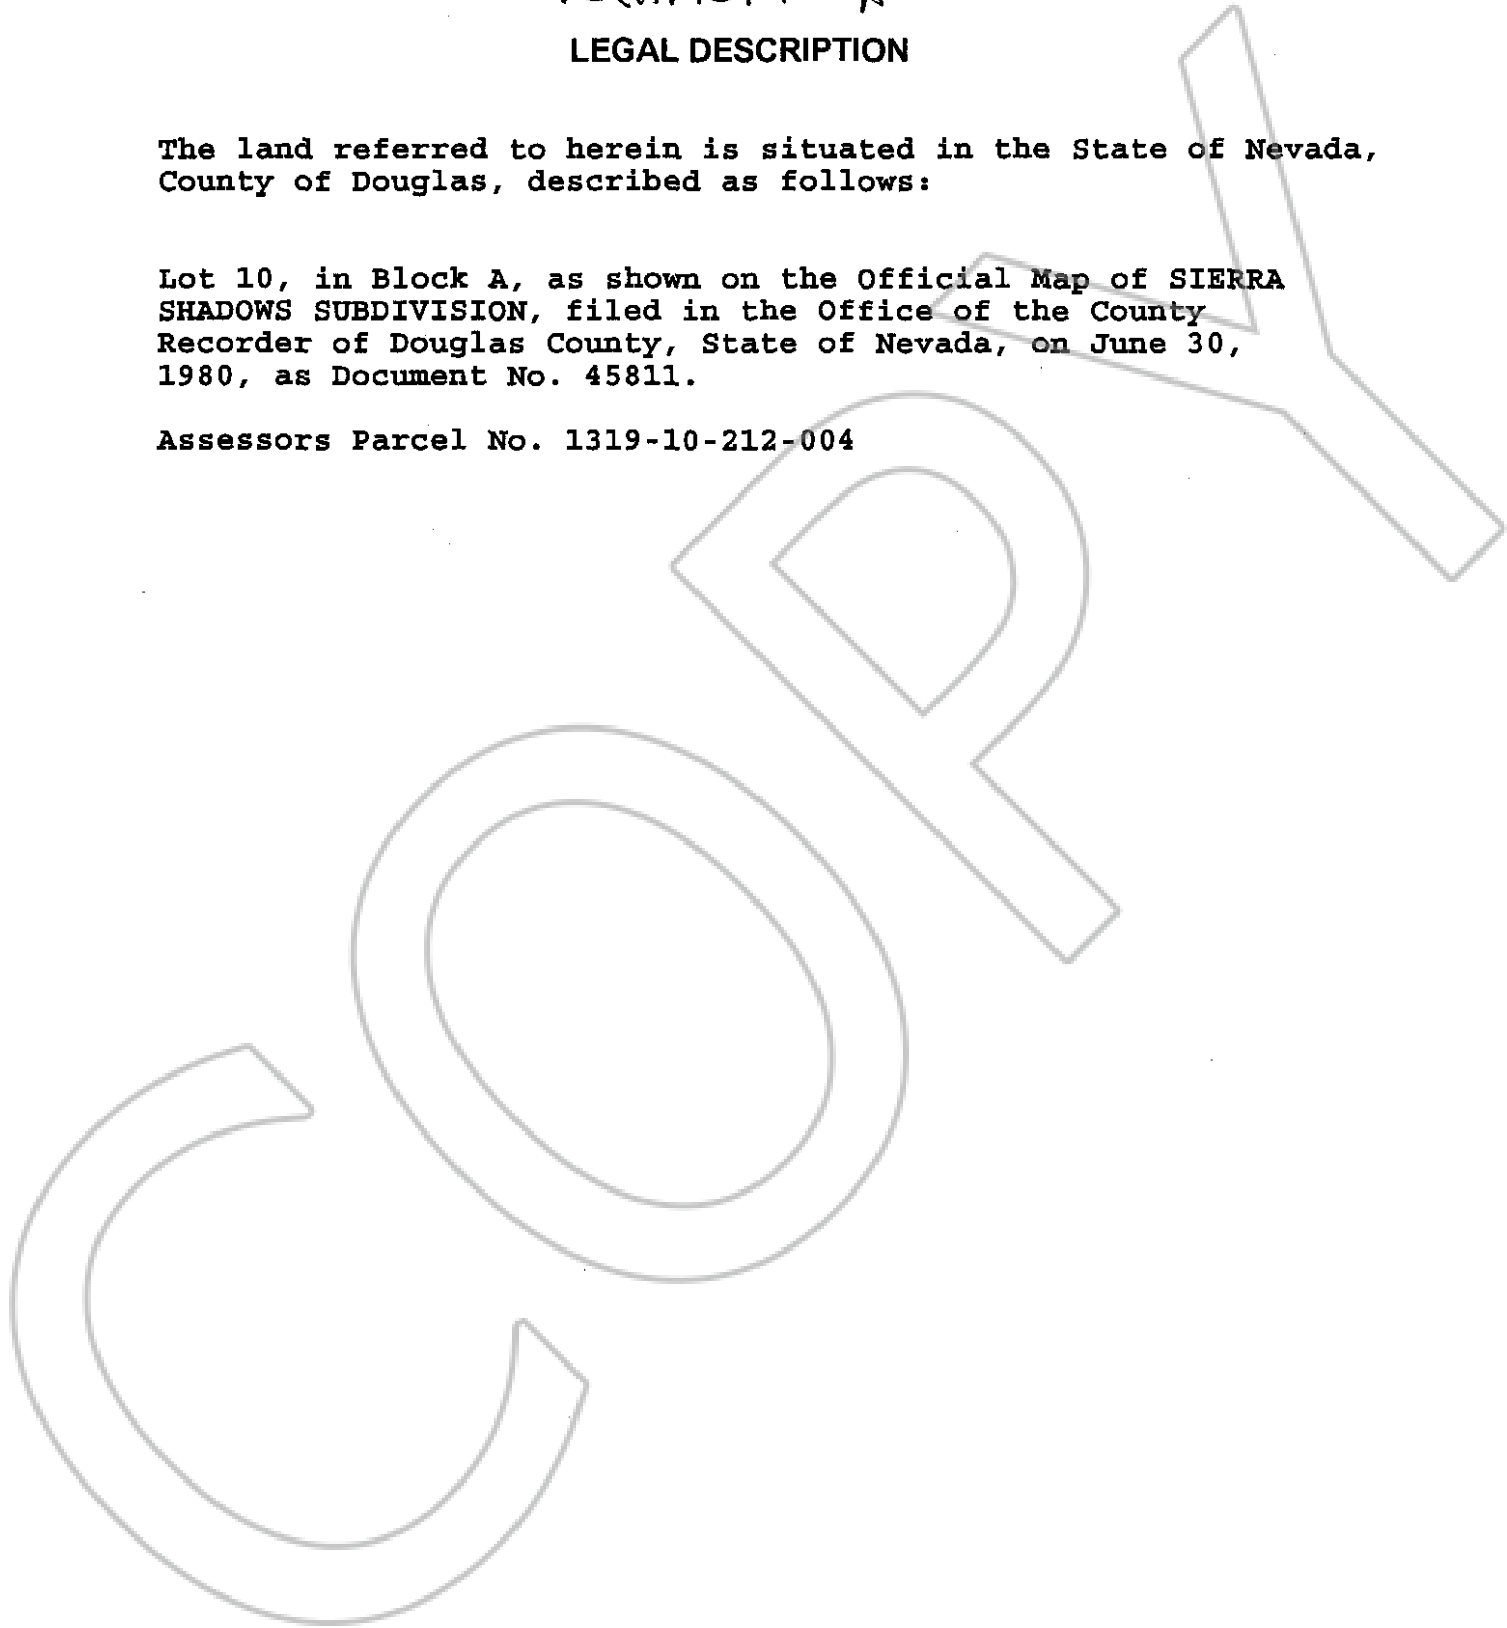 LEGAL DESCRIPTION
The land referred to herein is situated in the State of Nevada,
County of Douglas, described as follows:
Lot 10, in Block A, as shown on the Official Map of SIERRA
SHADOWS SUBDIVISION, filed in the Office of the County
Recorder of Douglas County, State of Nevada, on June 30,
1980, as Document No. 45811.
Assessors Parcel No. 1319-10-212-004
COPY